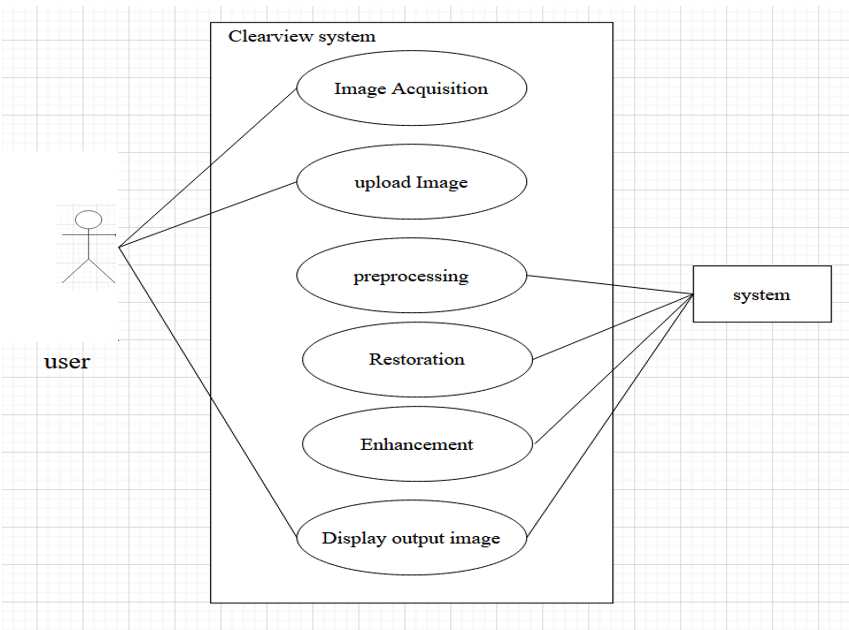 Clearview system
Image Acquisition
upload Image
preprocessing
system
Restoration
user
Enhancement
Display output image